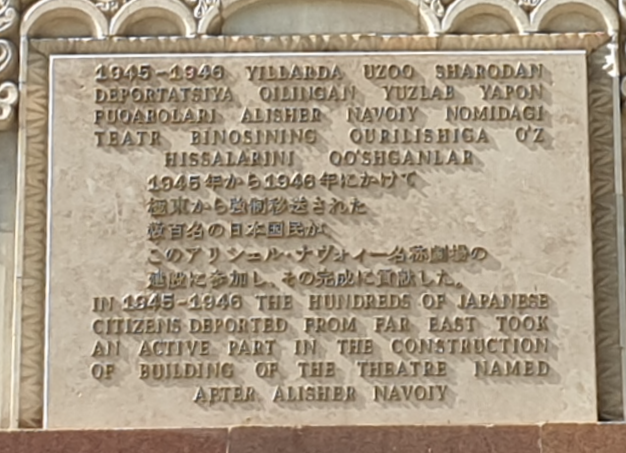 1945-1946 YILLARDA UZOQ SHARQDAN
DEPORTATSIYA QILINGAN YUZLAB YAPON
FUQAROLARI ALISHER NAVOIY NOMIDAGI
TEATR BINOSINING QURILISHIGA O'Z
HISSALARINI QO'SHGANLAR
1945年から1946年にかけて
極東から強制移送された
数百名の日本国民が
このアリシェル・ナヴォィー名称劇場の
建設に参加し、その完成に貢献した。
IN 1945-1946 THE HUNDREDS OF JAPANESE
CITIZENS DEPORTED FROM FAR EAST TOOK
AN ACTIVE PART IN THE CONSTRUCTION
OF BUILDING OF THE THEATRE NAMED
AFTER ALISHER NAVOIY